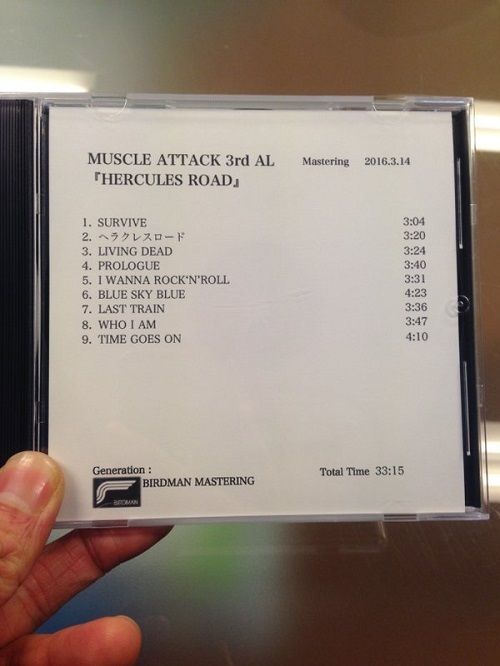 MUSCLE ATTACK 3rd AL Mastering 2016.3.14
『HERCULES ROAD』
1. SURVIVE 3:04
2. ヘラクレスロード 3:20
3. LIVING DEAD 3:24
4. PROLOGUE 3:40
5. I WANNA ROCK'N'ROLL 3:31
6. BLUE SKY BLUE 4:23
7. LAST TRAIN 3:36
8. WHO I AM 3:47
9. TIME GOES ON 4:10
Generation :
BIRDMAN MASTERING Total Time 33:15
BIRDMAN